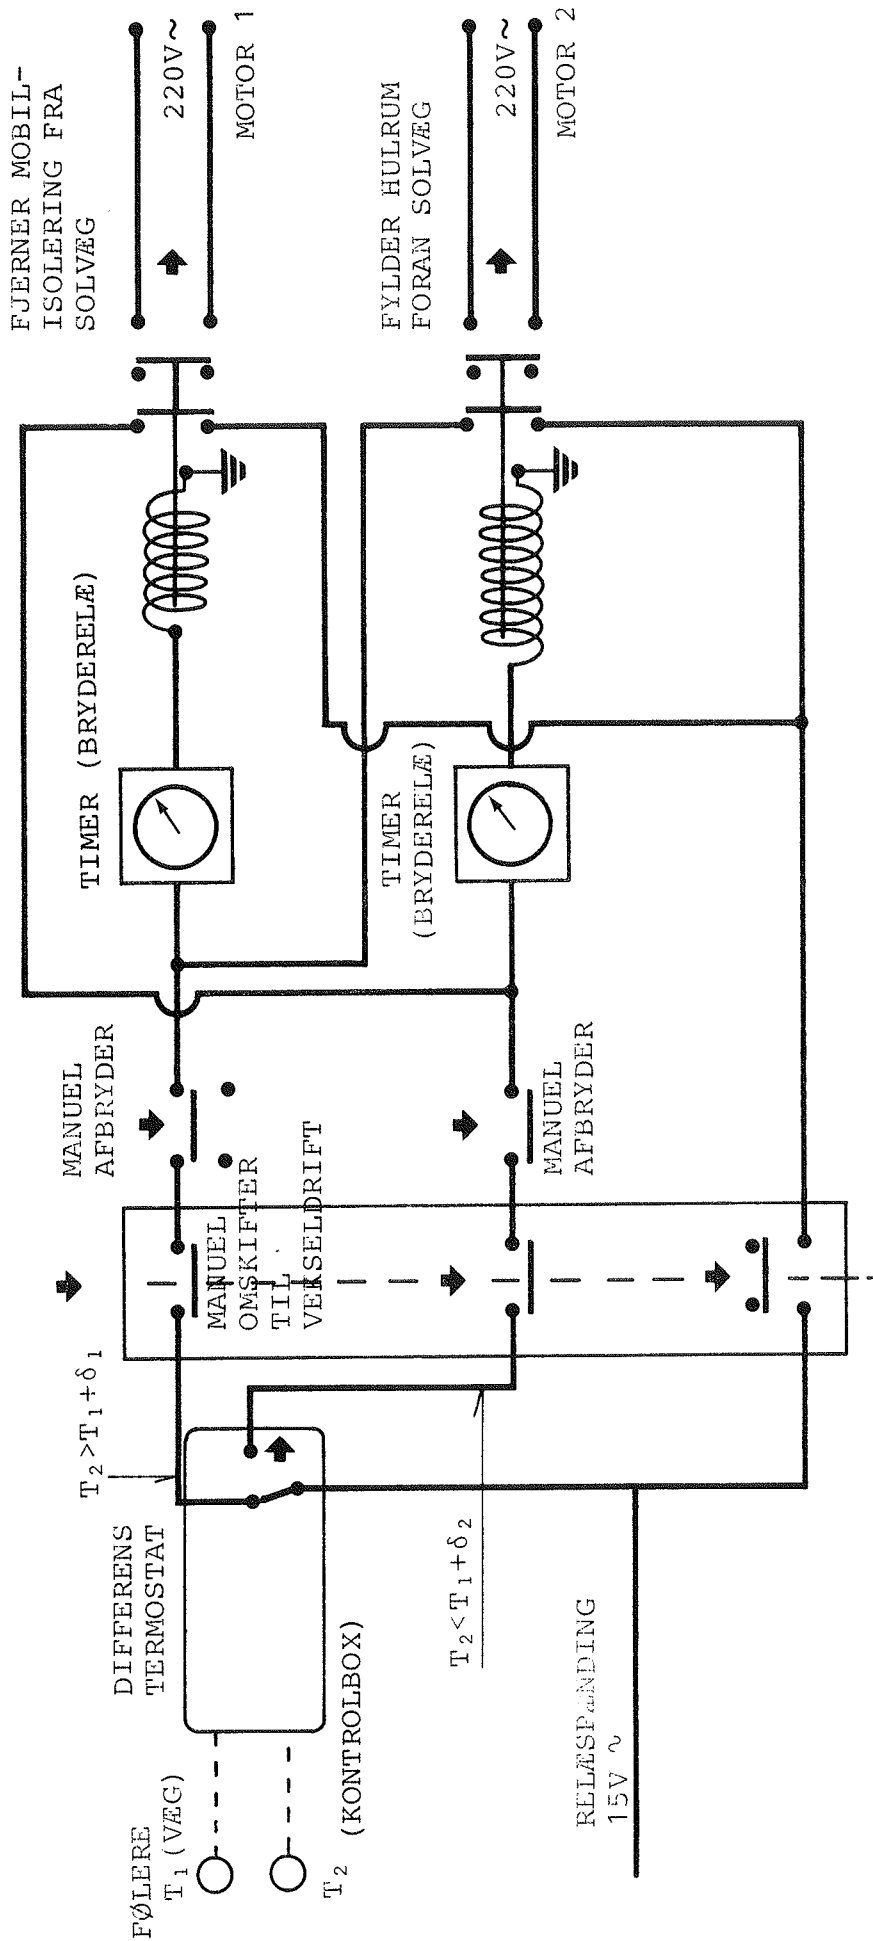 FØLERE
T₁ (VÆG)
T₂
(KONTROLBOX)
DIFFERENS
TERMOSTAT
T₂>T₁+δ₁
T₂<T₁+δ₂
RELÆSPÆNDING
15V ~
MANUEL
OMSKIFTER
TIL
VEKSELDRIFT
MANUEL
AFBRYDER
MANUEL
AFBRYDER
TIMER (BRYDERELÆ)
TIMER
(BRYDERELÆ)
FJERNER MOBIL-
ISOLERING FRA
SOLVÆG
220V~
MOTOR 1
FYLDER HULRUM
FORAN SOLVÆG
220V~
MOTOR 2